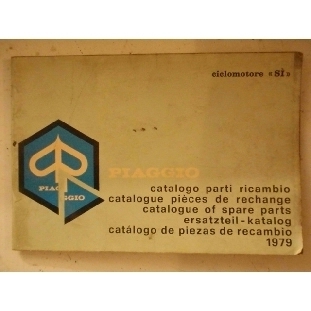 ciclomotore «SI»
PIAGGIO
PIAGGIO
catalogo parti ricambio
catalogue pièces de rechange
catalogue of spare parts
ersatzteil-katalog
catálogo de piezas de recambio
1979